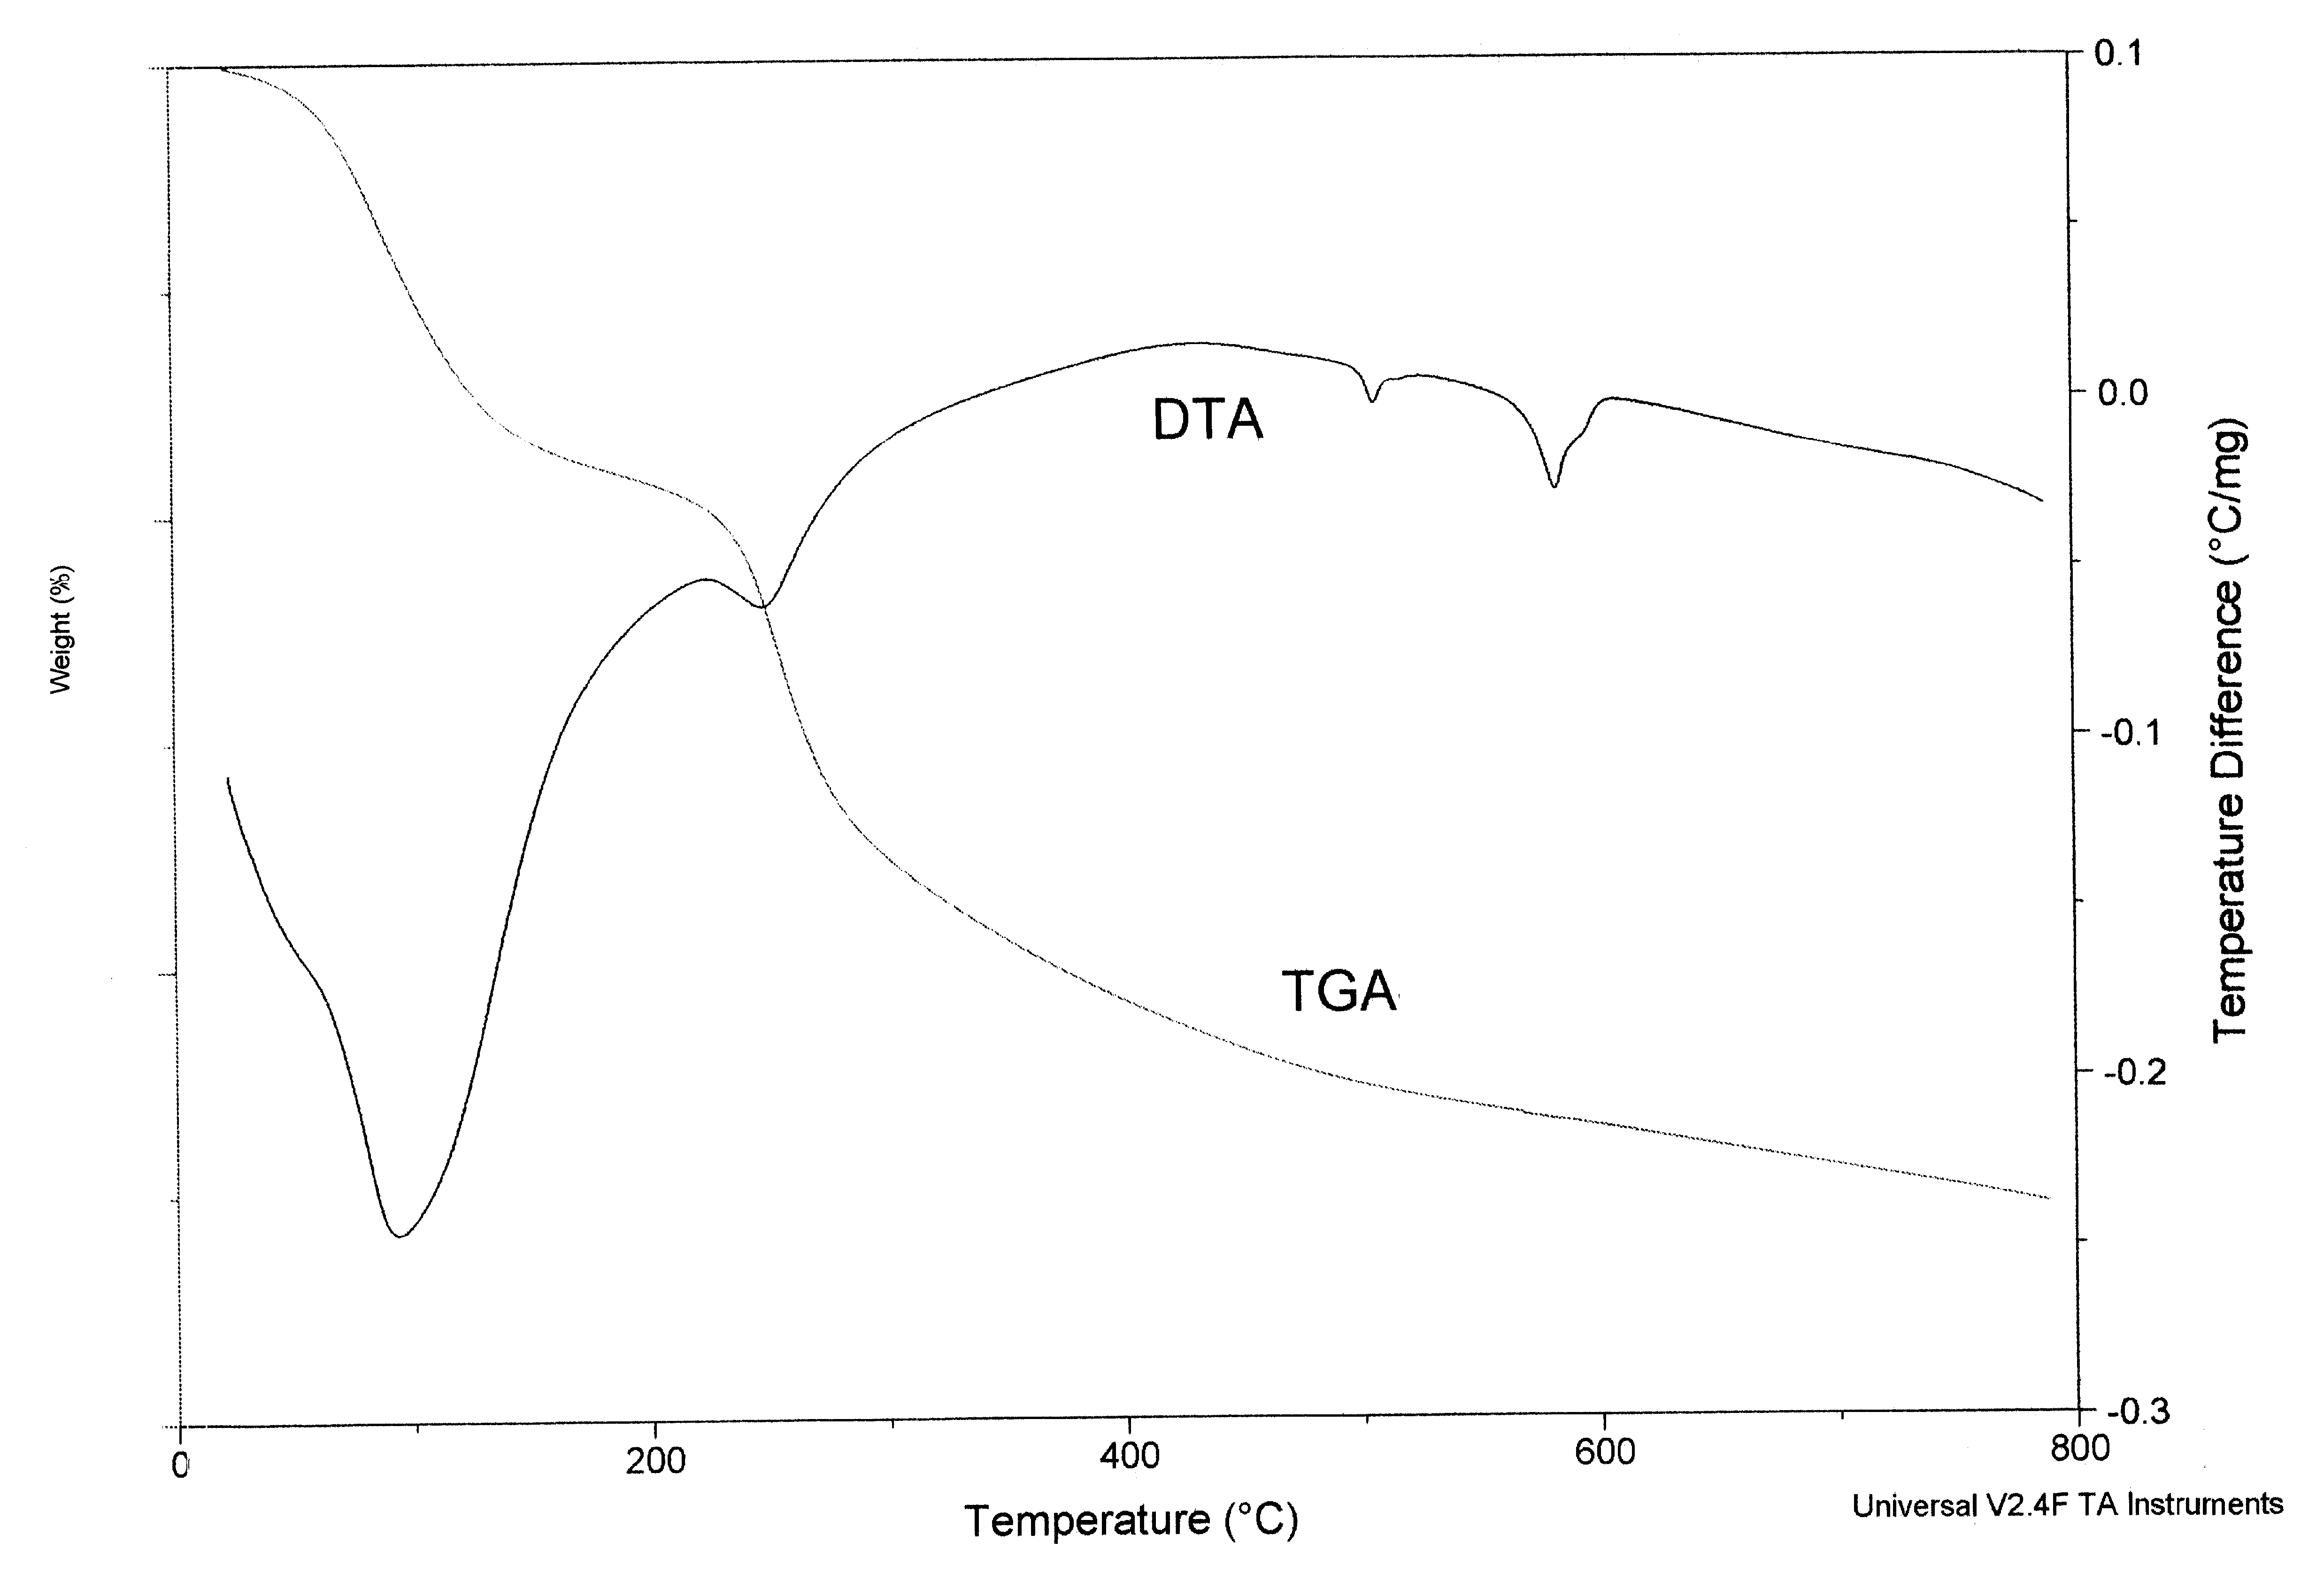 0.1
0.0
DTA
Weight (%)
Temperature Difference (°C/mg)
-0.1
TGA
-0.2
-0.3
0
200
400
600
800
Temperature (°C)
Universal V2.4F TA Instruments